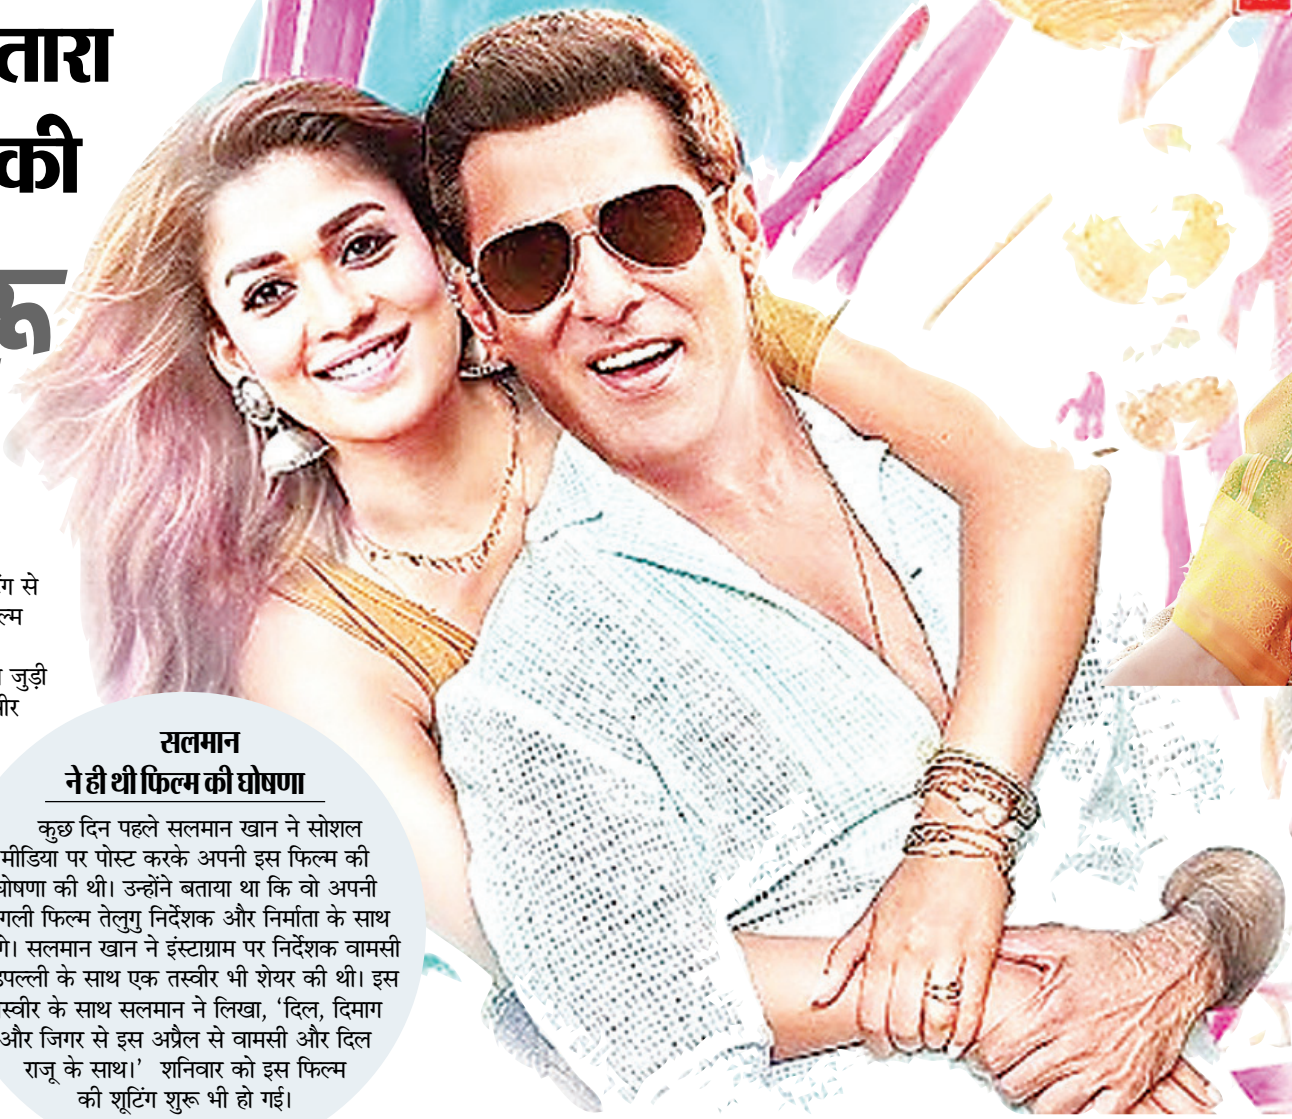 तारा
की
रू
से
जुड़ी
सलमान
ने ही थी फिल्म की घोषणा
कुछ दिन पहले सलमान खान ने सोशल
मीडिया पर पोस्ट करके अपनी इस फिल्म की
घोषणा की थी। उन्होंने बताया था कि वो अपनी
गली फिल्म तेलुगु निर्देशक और निर्माता के साथ
गे। सलमान खान ने इंस्टाग्राम पर निर्देशक वामसी
डपल्ली के साथ एक तस्वीर भी शेयर की थी। इस
स्वीर के साथ सलमान ने लिखा, ‘दिल, दिमाग
और जिगर से इस अप्रैल से वामसी और दिल
राजू के साथ।’ शनिवार को इस फिल्म
की शूटिंग शुरू भी हो गई।